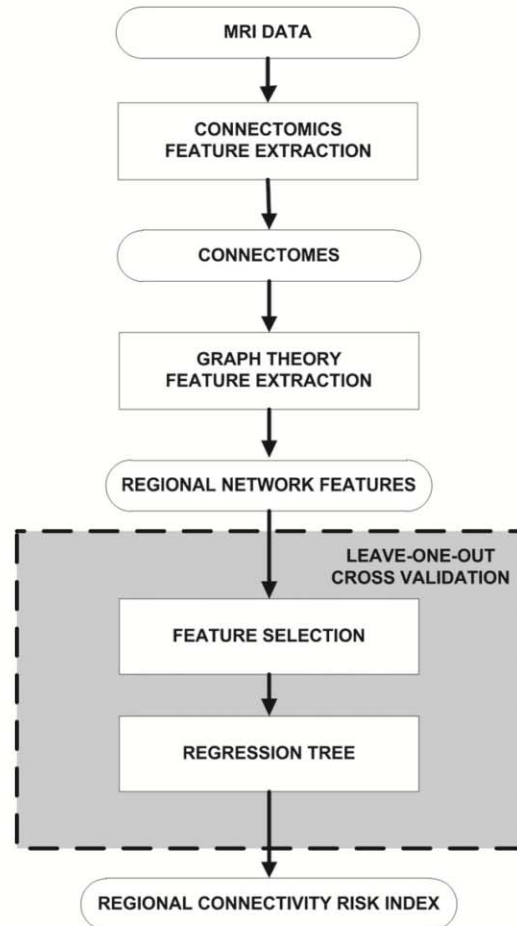 MRI DATA
CONNECTOMICS
FEATURE EXTRACTION
CONNECTOMES
GRAPH THEORY
FEATURE EXTRACTION
REGIONAL NETWORK FEATURES
LEAVE-ONE-OUT
CROSS VALIDATION
FEATURE SELECTION
REGRESSION TREE
REGIONAL CONNECTIVITY RISK INDEX